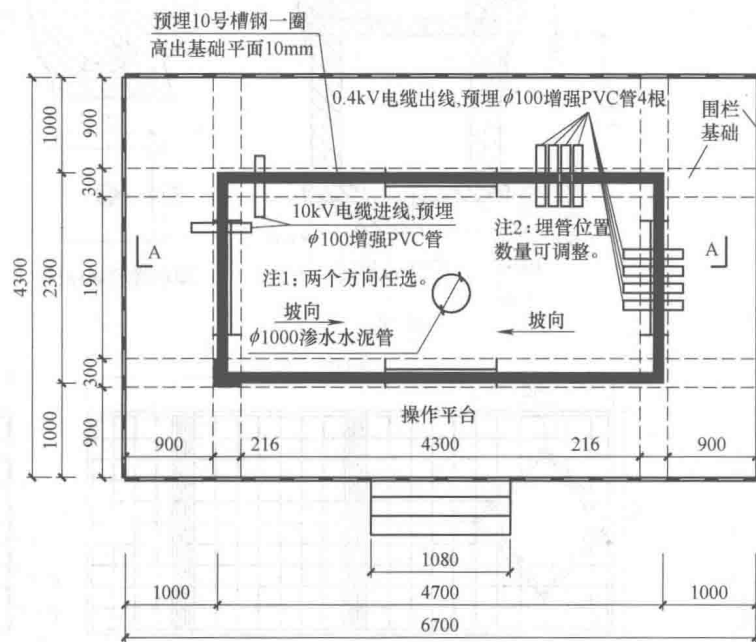 预埋10号槽钢一圈
高出基础平面10mm
0.4kV电缆出线,预埋ϕ100增强PVC管4根
围栏
基础
10kV电缆进线,预埋
ϕ100增强PVC管
注2:埋管位置
数量可调整。
A
A
注1:两个方向任选。
坡向
坡向
ϕ1000渗水水泥管
操作平台
4300
1000
2300
1000
900
300
1900
300
900
900
216
4300
216
900
1080
1000
4700
1000
6700